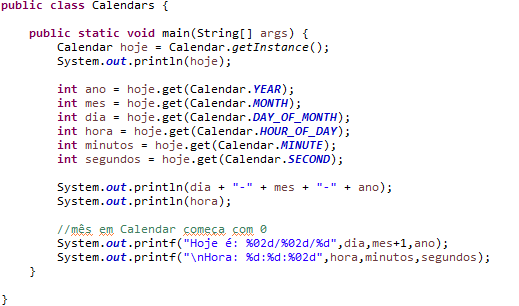 public class Calendars {
public static void main(String[] args) {
Calendar hoje = Calendar.getInstance();
System.out.println(hoje);
int ano = hoje.get(Calendar.YEAR);
int mes = hoje.get(Calendar.MONTH);
int dia = hoje.get(Calendar.DAY_OF_MONTH);
int hora = hoje.get(Calendar.HOUR_OF_DAY);
int minutos = hoje.get(Calendar.MINUTE);
int segundos = hoje.get(Calendar.SECOND);
System.out.println(dia + "-" + mes + "-" + ano);
System.out.println(hora);
//mês em Calendar começa com 0
System.out.printf("Hoje é: %02d/%02d/%d",dia,mes+1,ano);
System.out.printf("\nHora: %d:%d:%02d",hora,minutos,segundos);
}
}